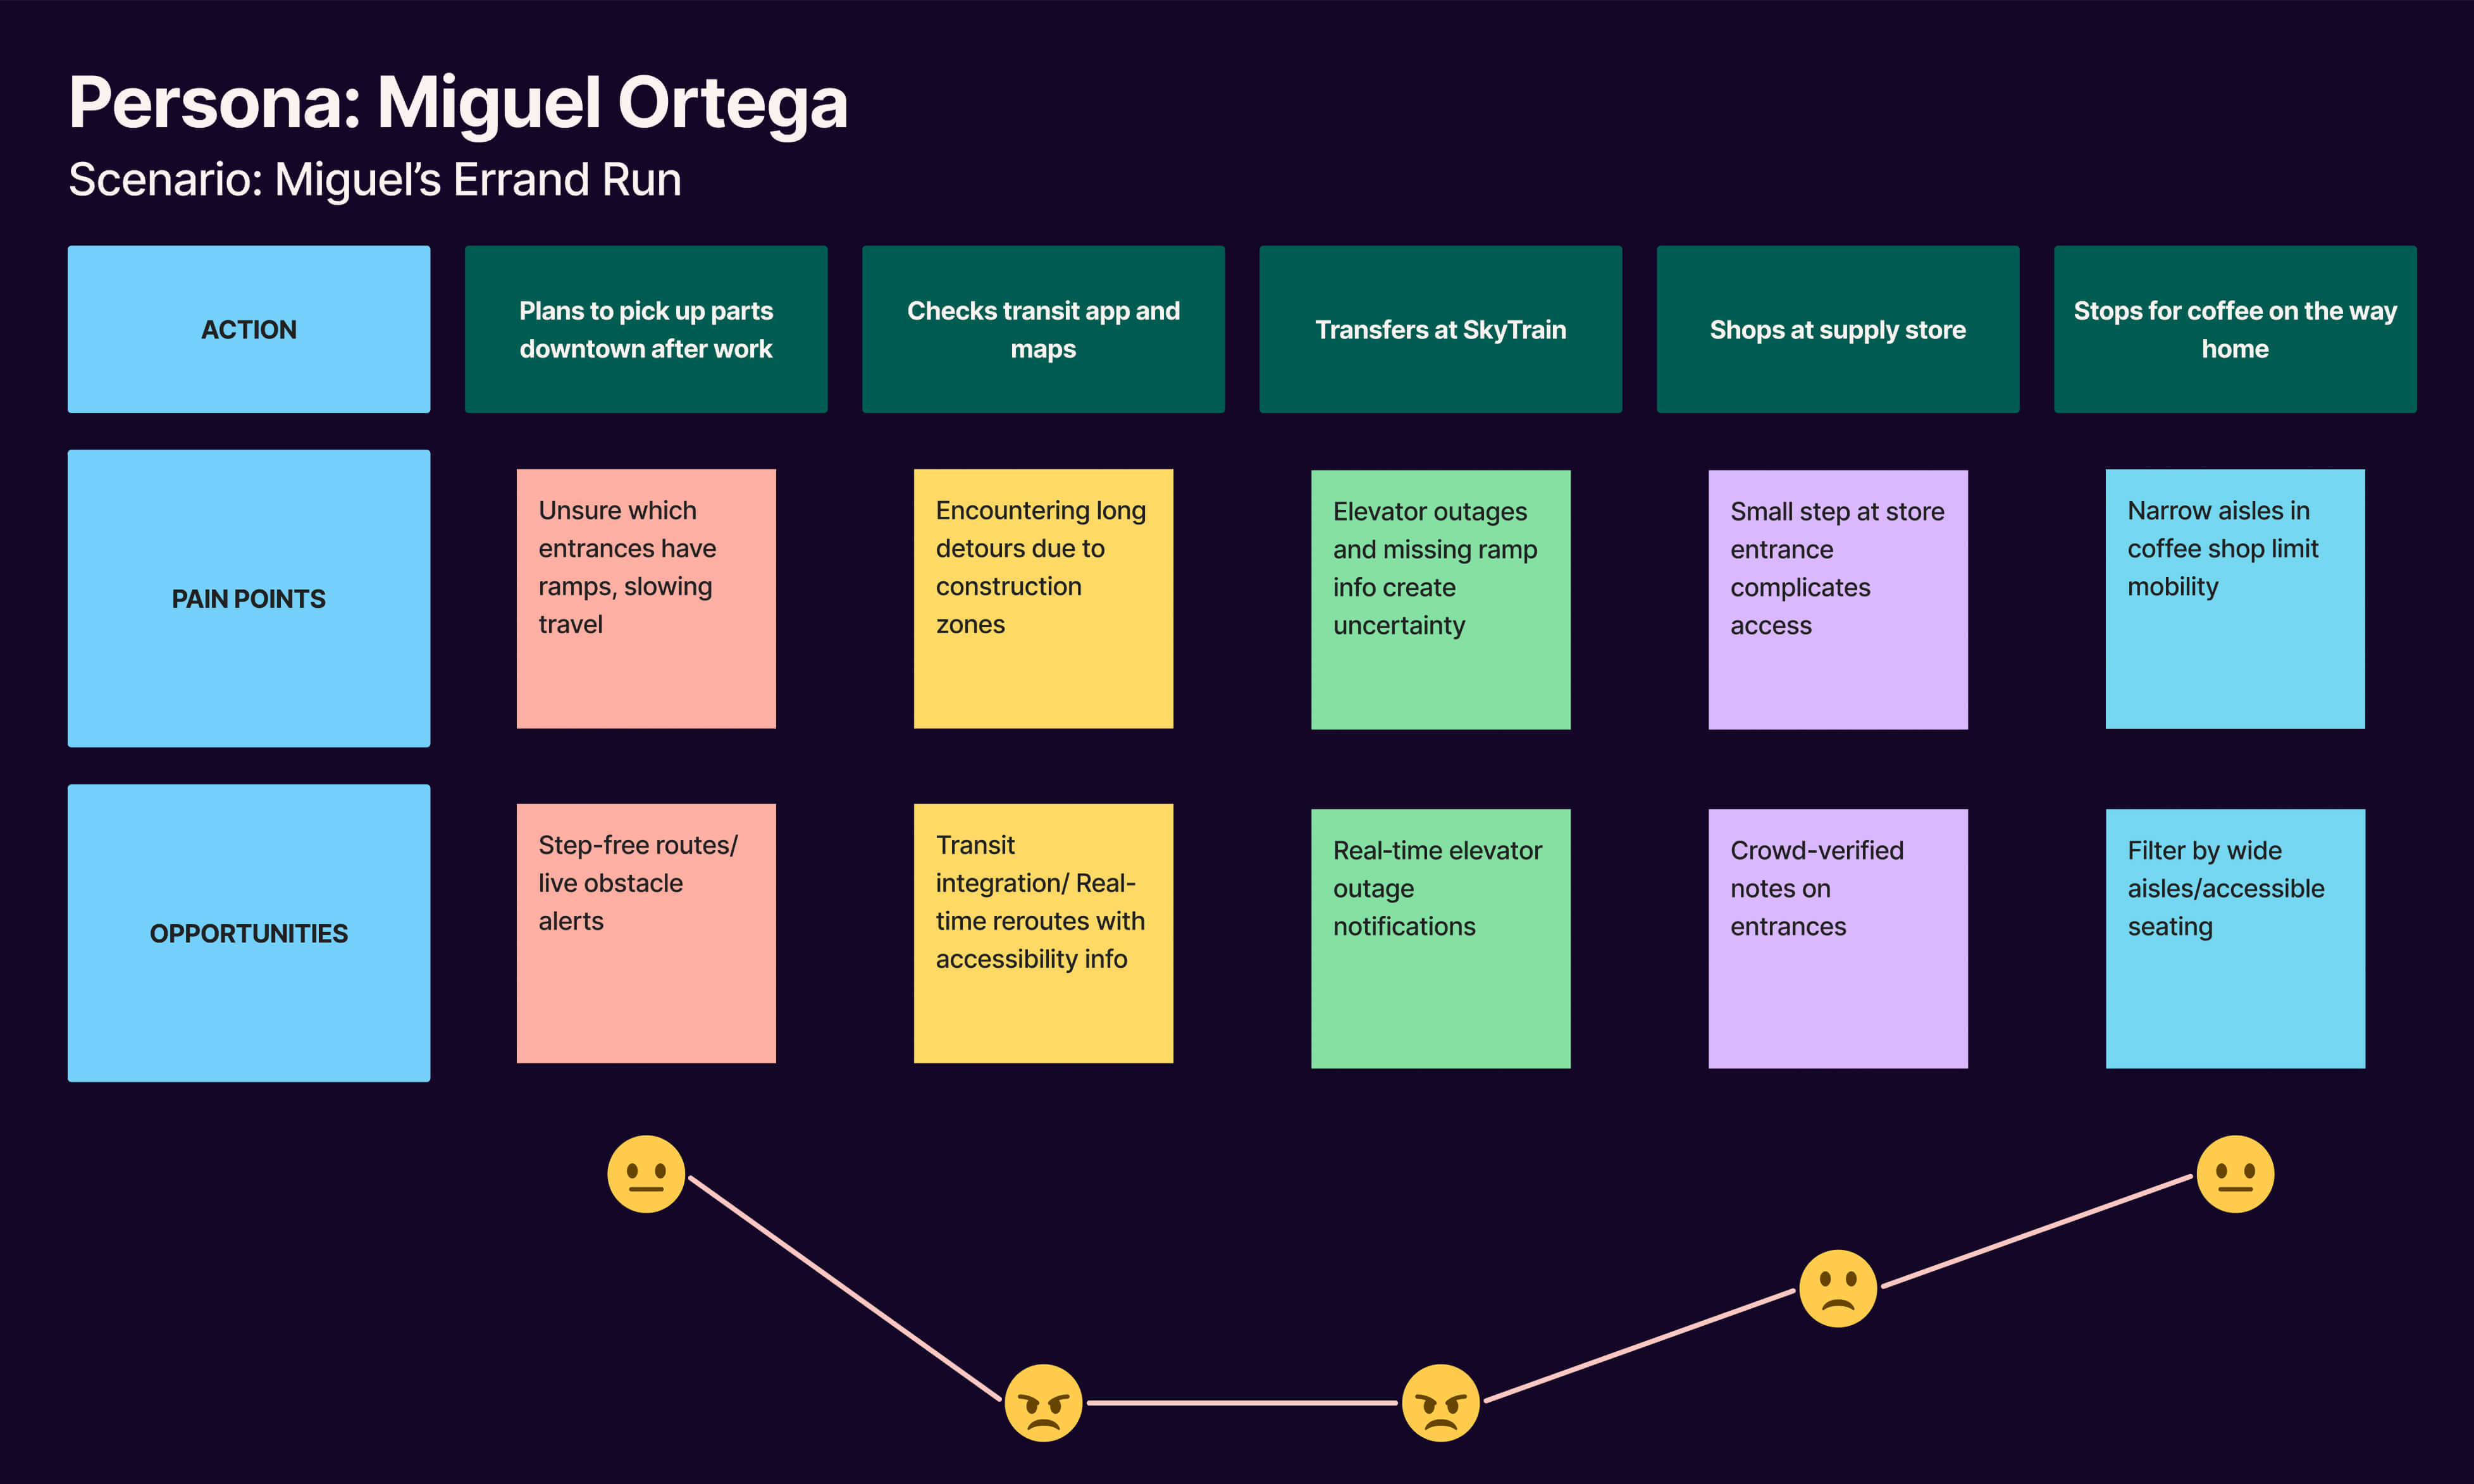 Persona: Miguel Ortega
Scenario: Miguel’s Errand Run
ACTION
Plans to pick up parts
downtown after work
Checks transit app and
maps
Transfers at SkyTrain
Shops at supply store
Stops for coffee on the way
home
PAIN POINTS
Unsure which
entrances have
ramps, slowing
travel
Encountering long
detours due to
construction
zones
Elevator outages
and missing ramp
info create
uncertainty
Small step at store
entrance
complicates
access
Narrow aisles in
coffee shop limit
mobility
OPPORTUNITIES
Step-free routes/
live obstacle
alerts
Transit
integration/ Real-
time reroutes with
accessibility info
Real-time elevator
outage
notifications
Crowd-verified
notes on
entrances
Filter by wide
aisles/accessible
seating